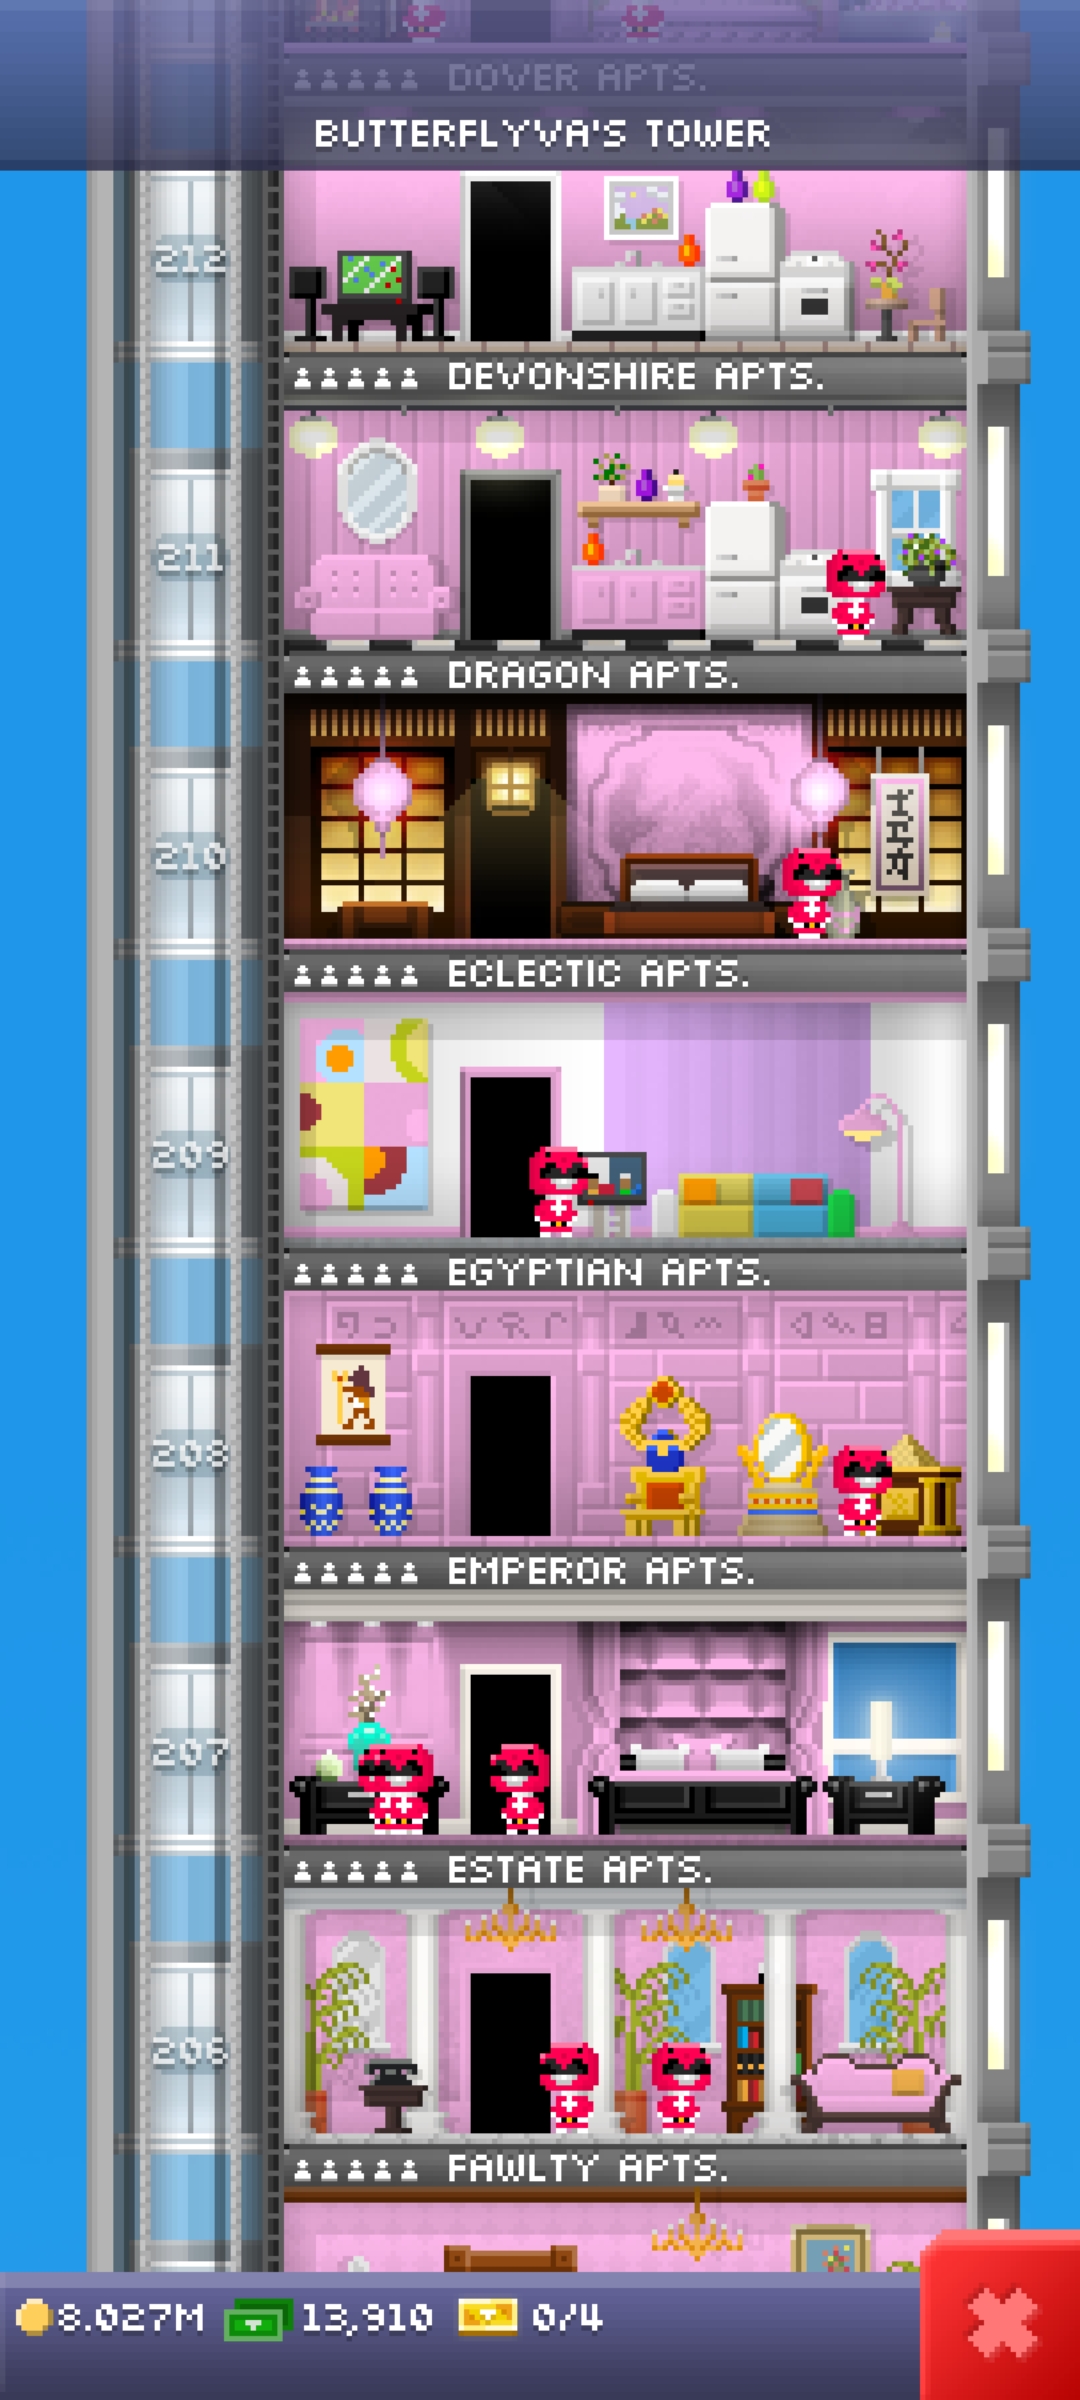 DOVER APTS.
BUTTERFLYVA'S TOWER
212
DEVONSHIRE APTS.
211
DRAGON APTS.
210
ECLECTIC APTS.
209
EGYPTIAN APTS.
208
EMPEROR APTS.
207
ESTATE APTS.
206
FAWLTY APTS.
8.027M 13,910 0/4